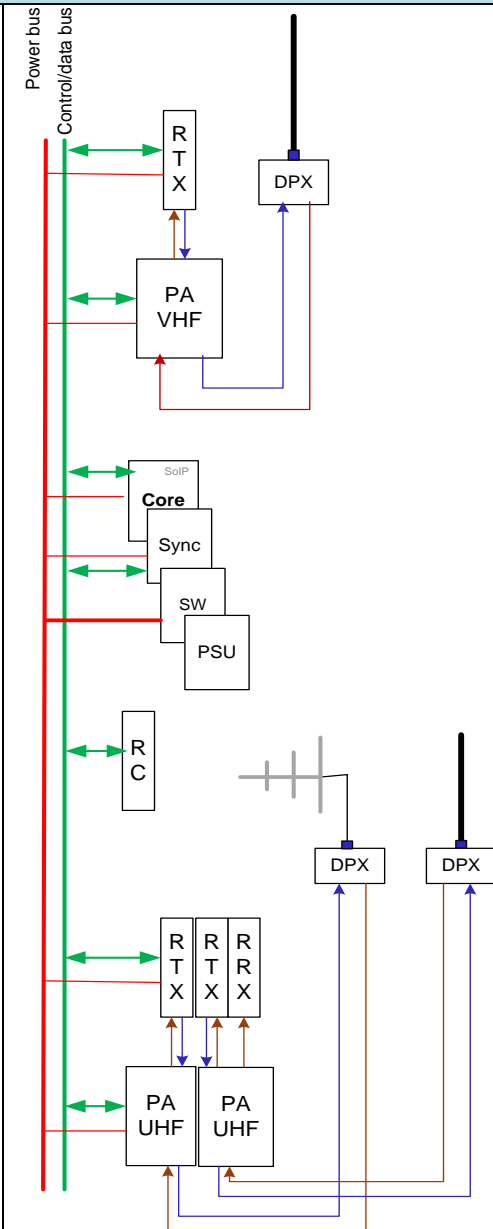 Power bus
Control/data bus
R
T
X
DPX
PA
VHF
SoIP
Core
Sync
SW
PSU
R
C
DPX
DPX
R
T
X
R
T
X
R
R
X
PA
UHF
PA
UHF